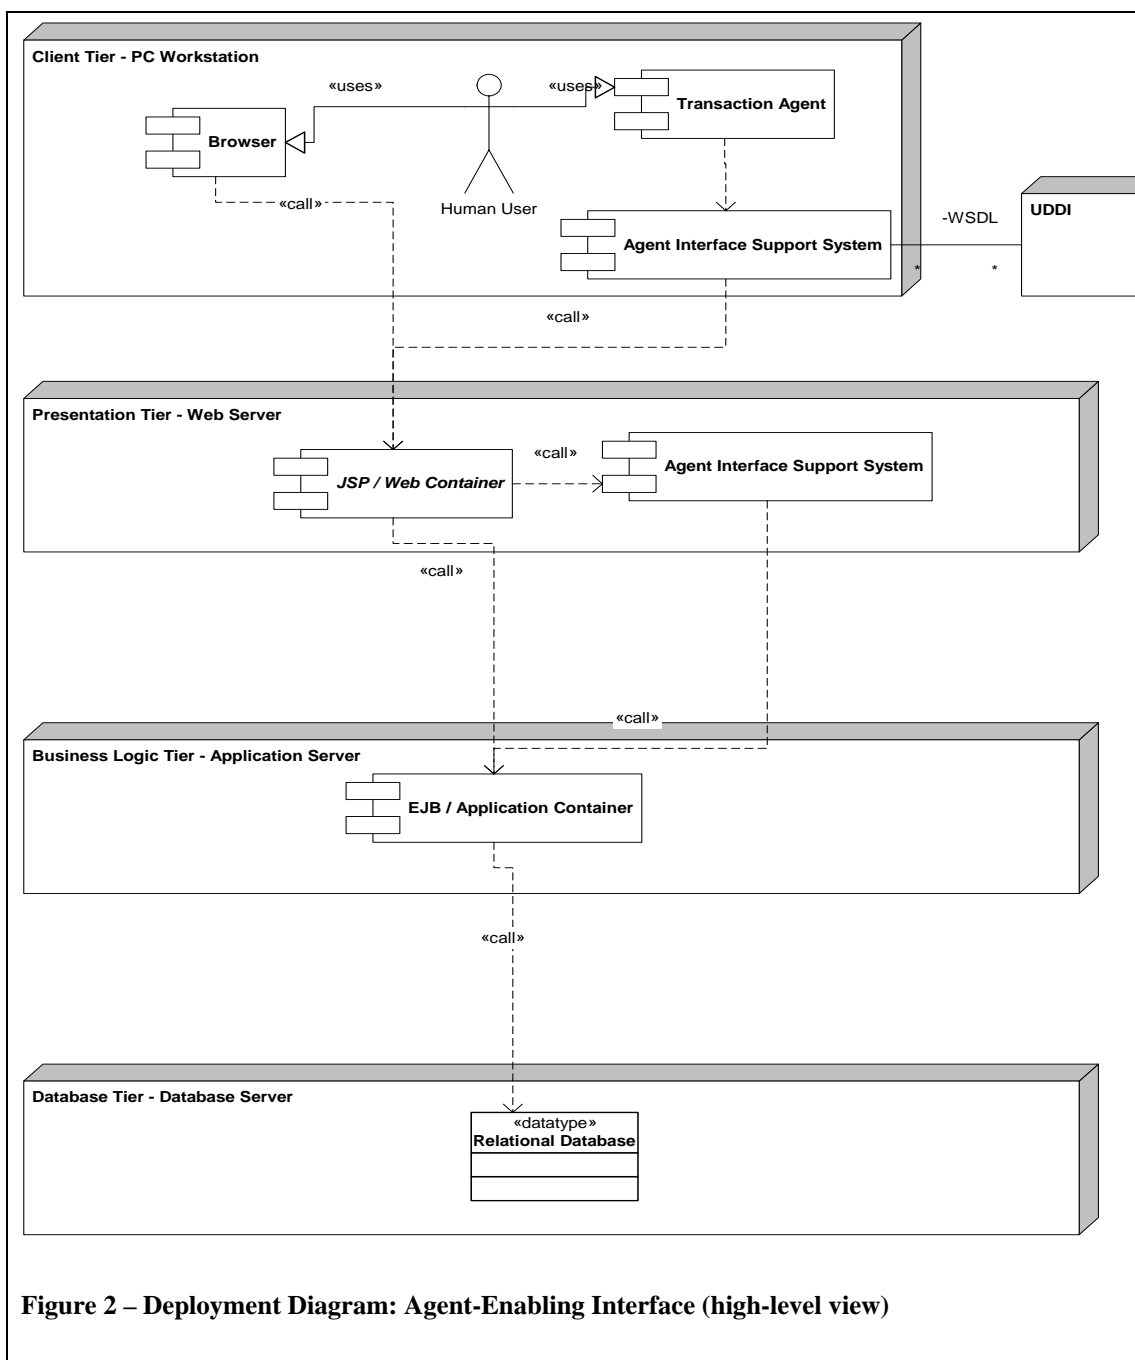 Client Tier - PC Workstation
«uses»
«uses»
Transaction Agent
Browser
«call»
Human User
UDDI
-WSDL
Agent Interface Support System
*
*
«call»
Presentation Tier - Web Server
«call»
Agent Interface Support System
JSP / Web Container
«call»
«call»
Business Logic Tier - Application Server
EJB / Application Container
«call»
Database Tier - Database Server
«datatype»
Relational Database
Figure 2 – Deployment Diagram: Agent-Enabling Interface (high-level view)